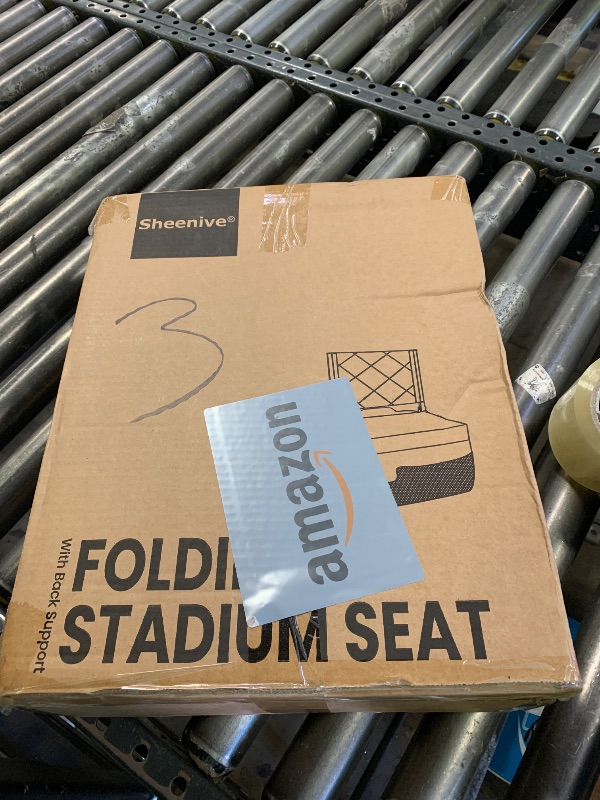 Sheenive®
3
amazon
FOLDI
With Back Support
STADIUM SEAT